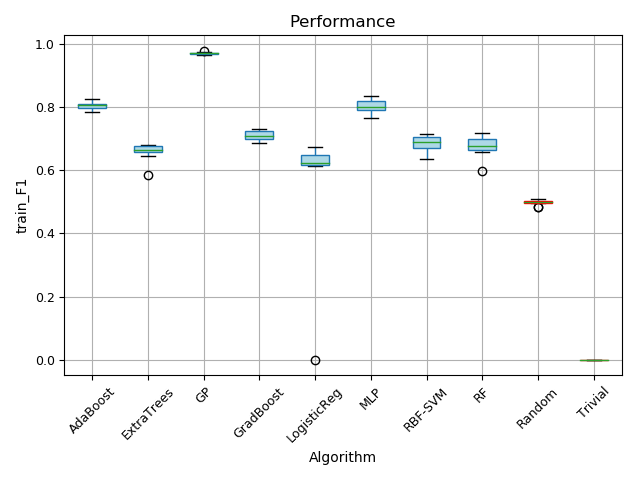 Performance
1.0
0.8
0.6
0.4
0.2
0.0
train_F1
AdaBoost
ExtraTrees
GP
GradBoost
LogisticReg
MLP
RBF-SVM
RF
Random
Trivial
Algorithm